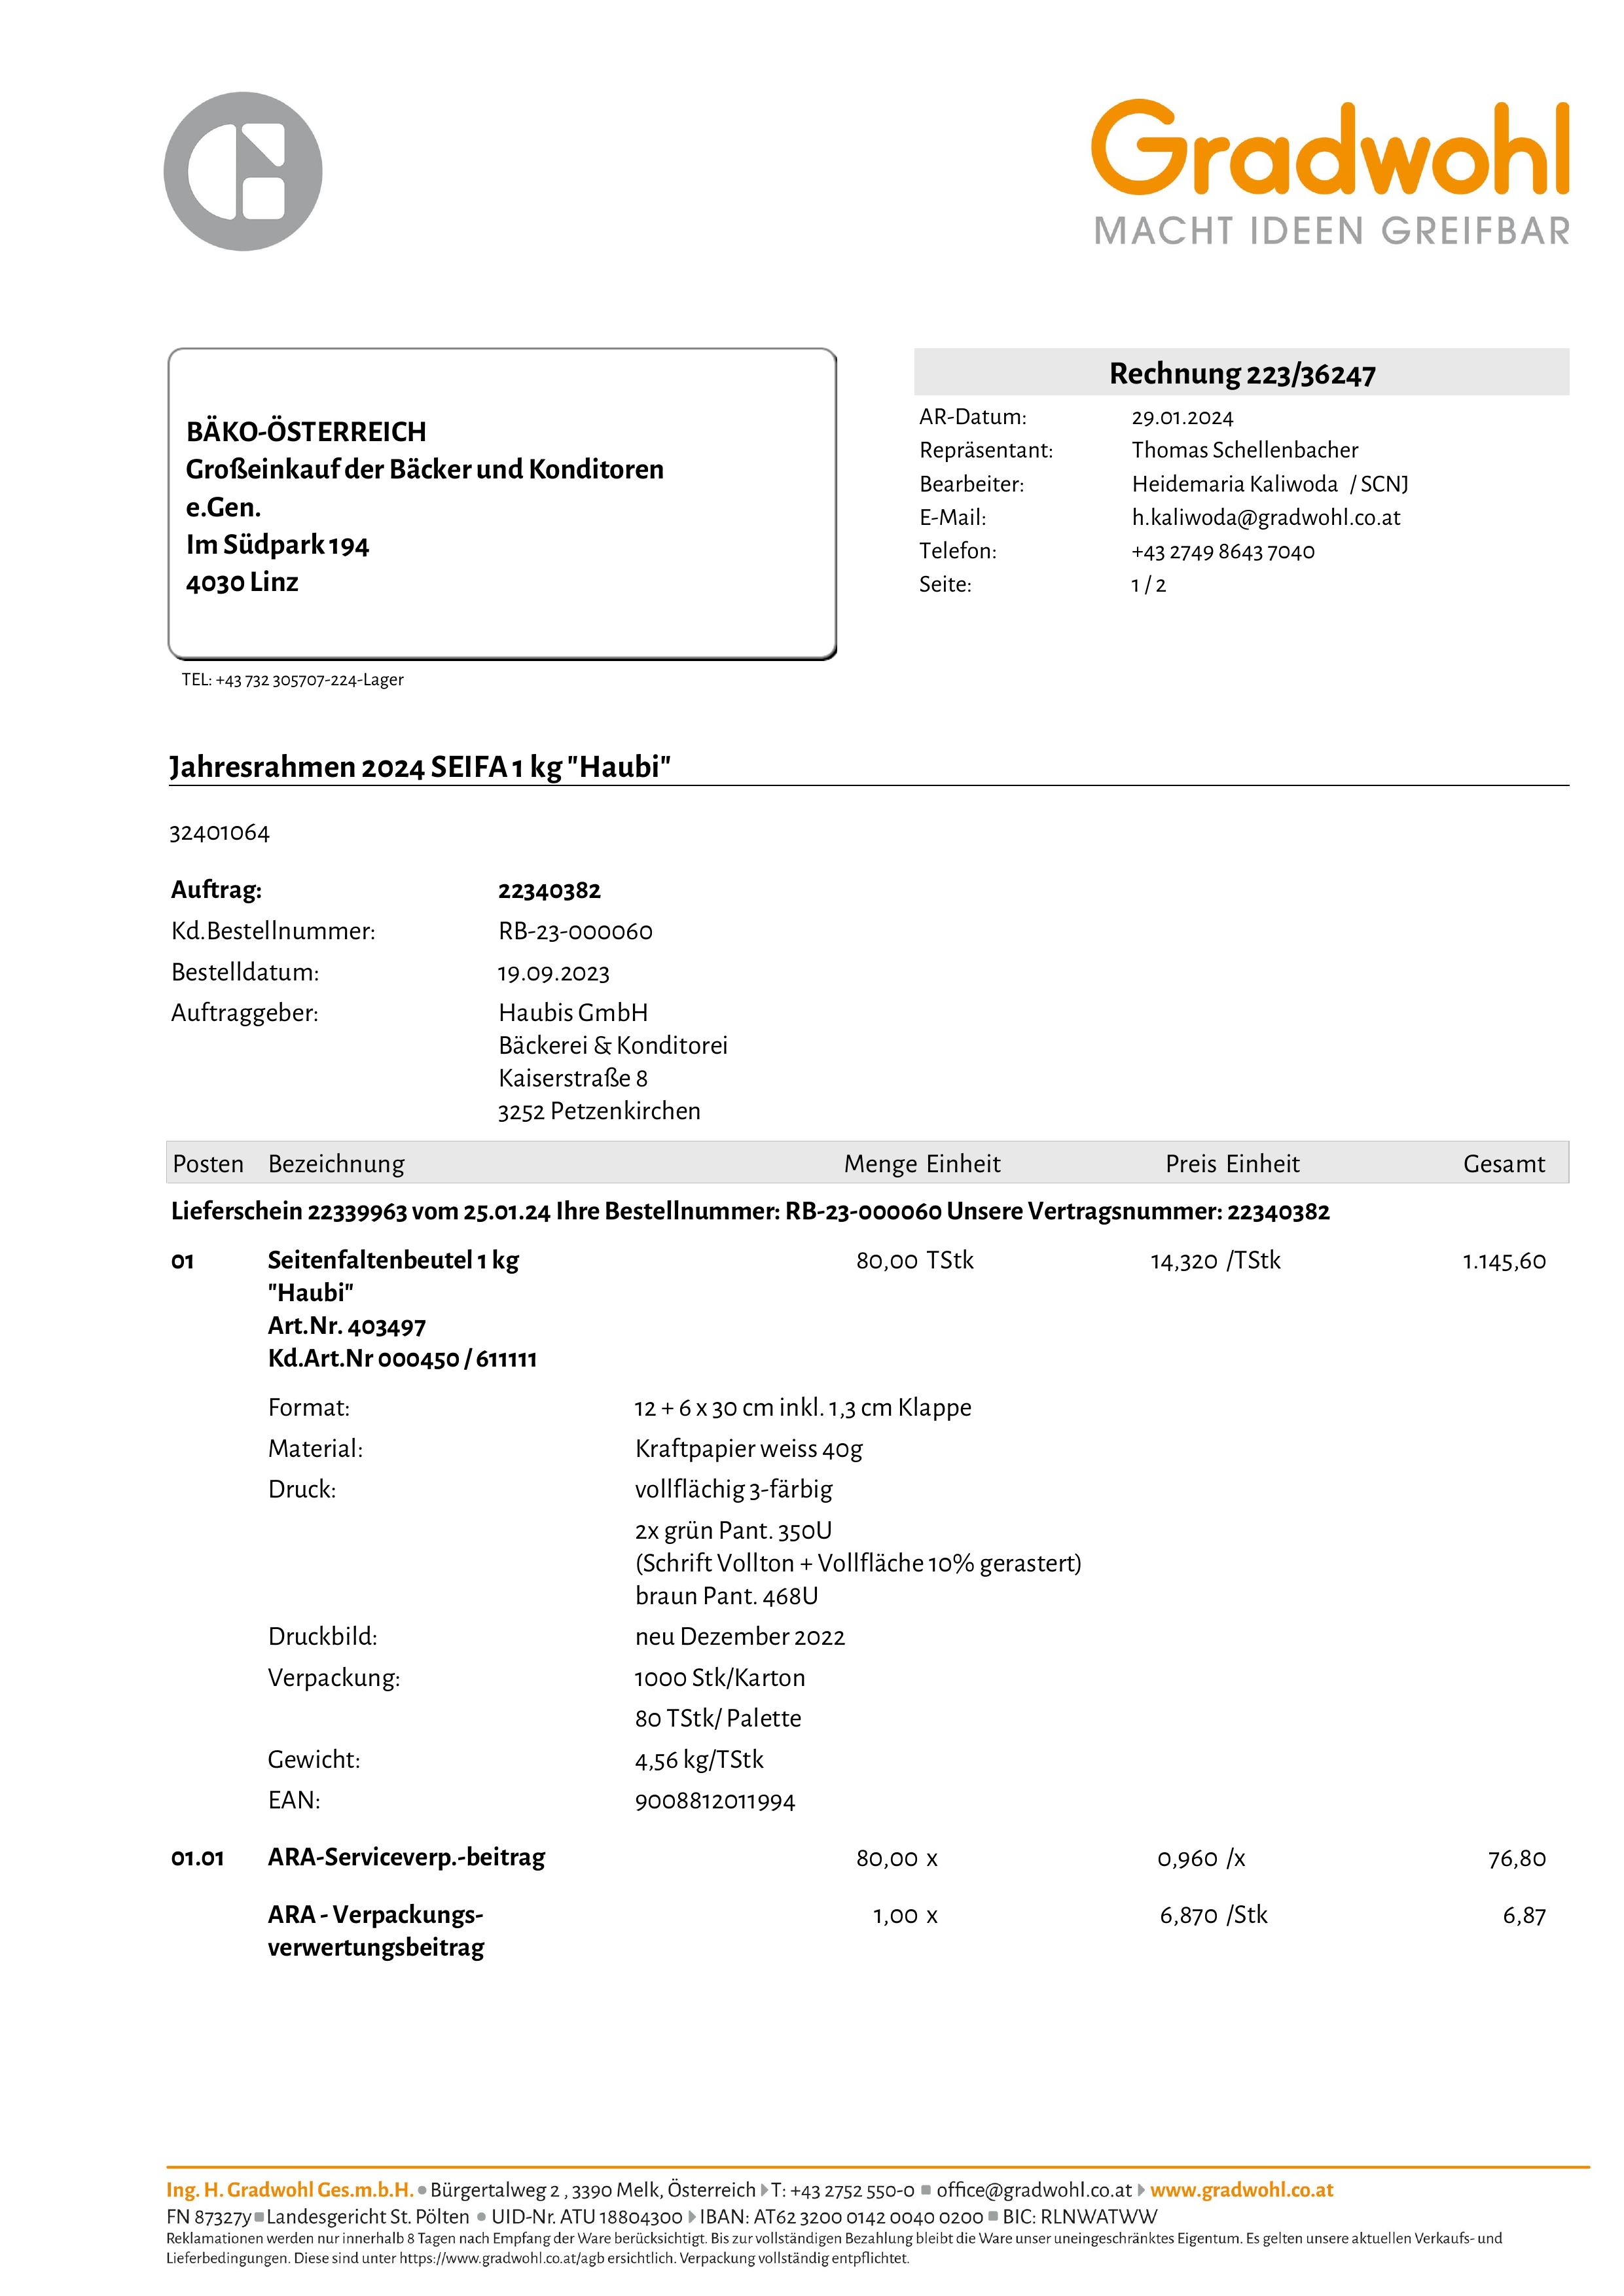 Gradwohl
MACHT IDEEN GREIFBAR
BÄKO-ÖSTERREICH
Großeinkauf der Bäcker und Konditoren
e.Gen.
Im Südpark 194
4030 Linz
TEL: +43 732 305707-224-Lager
Rechnung 223/36247
AR-Datum: 29.01.2024
Repräsentant: Thomas Schellenbacher
Bearbeiter: Heidemaria Kaliwoda / SCNJ
E-Mail: h.kaliwoda@gradwohl.co.at
Telefon: +43 2749 8643 7040
Seite: 1 / 2
Jahresrahmen 2024 SEIFA 1 kg "Haubi"
32401064
Auftrag: 22340382
Kd.Bestellnummer: RB-23-000060
Bestelldatum: 19.09.2023
Auftraggeber: Haubis GmbH
Bäckerei & Konditorei
Kaiserstraße 8
3252 Petzenkirchen
Posten Bezeichnung Menge Einheit Preis Einheit Gesamt
Lieferschein 22339963 vom 25.01.24 Ihre Bestellnummer: RB-23-000060 Unsere Vertragsnummer: 22340382
01 Seitenfaltenbeutel 1 kg 80,00 TStk 14,320 /TStk 1.145,60
"Haubi"
Art.Nr. 403497
Kd.Art.Nr 000450 / 611111
Format: 12 + 6 x 30 cm inkl. 1,3 cm Klappe
Material: Kraftpapier weiss 40g
Druck: vollflächig 3-färbig
2x grün Pant. 350U
(Schrift Vollton + Vollfläche 10% gerastert)
braun Pant. 468U
Druckbild: neu Dezember 2022
Verpackung: 1000 Stk/Karton
80 TStk/ Palette
Gewicht: 4,56 kg/TStk
EAN: 9008812011994
01.01 ARA-Serviceverp.-beitrag 80,00 x 0,960 /x 76,80
ARA - Verpackungs- 1,00 x 6,870 /Stk 6,87
verwertungsbeitrag
Ing. H. Gradwohl Ges.m.b.H. Bürgertalweg 2 , 3390 Melk, Österreich T: +43 2752 550-0 office@gradwohl.co.at www.gradwohl.co.at
FN 87327y Landesgericht St. Pölten UID-Nr. ATU 18804300 IBAN: AT62 3200 0142 0040 0200 BIC: RLNWATWW
Reklamationen werden nur innerhalb 8 Tagen nach Empfang der Ware berücksichtigt. Bis zur vollständigen Bezahlung bleibt die Ware unser uneingeschränktes Eigentum. Es gelten unsere aktuellen Verkaufs- und
Lieferbedingungen. Diese sind unter https://www.gradwohl.co.at/agb ersichtlich. Verpackung vollständig entpflichtet.